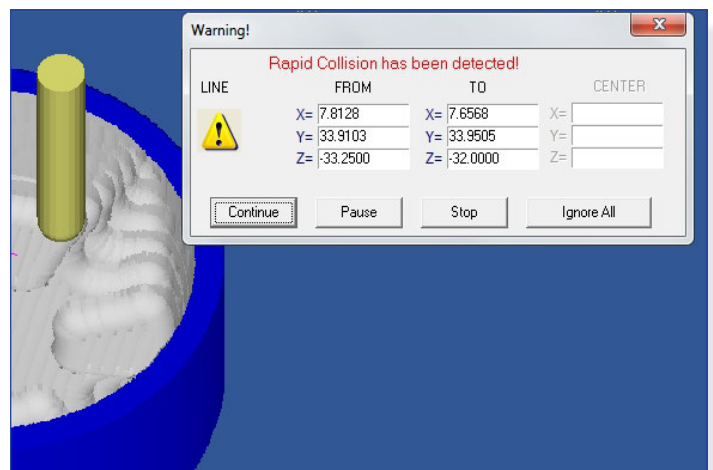 Warning!
Rapid Collision has been detected!
LINE FROM TO CENTER
X= 7.8128 X= 7.6568 X=
Y= 33.9103 Y= 33.9505 Y=
Z= -33.2500 Z= -32.0000 Z=
Continue Pause Stop Ignore All